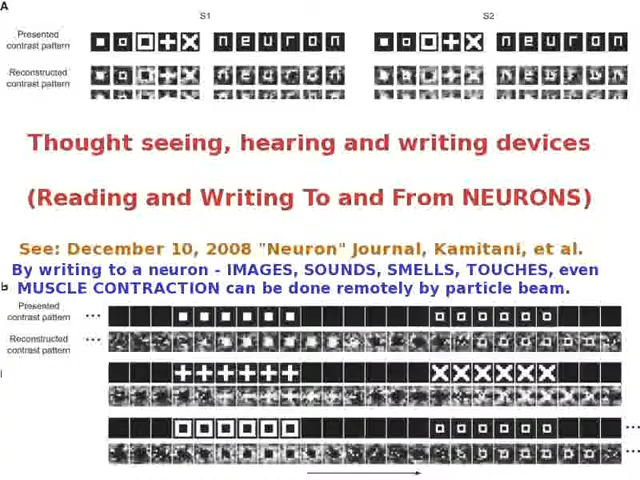 A
S1 S2
Presented
contrast pattern
n e u r o n n e u r o n
Reconstructed
contrast pattern
Thought seeing, hearing and writing devices
(Reading and Writing To and From NEURONS)
See: December 10, 2008 "Neuron" Journal, Kamitani, et al.
By writing to a neuron - IMAGES, SOUNDS, SMELLS, TOUCHES, even
MUSCLE CONTRACTION can be done remotely by particle beam.
Presented
contrast pattern
Reconstructed
contrast pattern